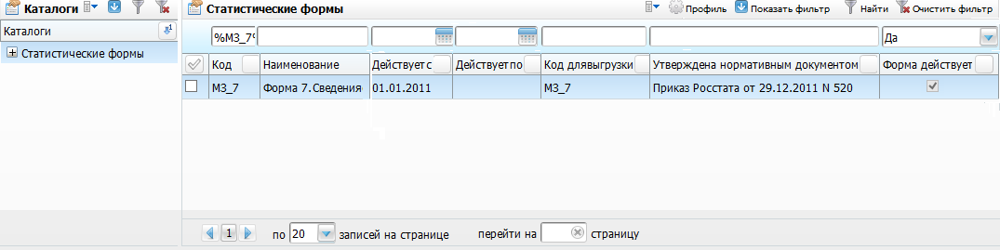 Каталоги
Статистические формы Профиль Показать фильтр Найти Очистить фильтр
Каталоги
%МЗ_7% Да
Статистические формы
Код Наименование Действует с Действует по Код длявыгрузки Утверждена нормативным документом Форма действует
МЗ_7 Форма 7.Сведения 01.01.2011 МЗ_7 Приказ Росстата от 29.12.2011 N 520
1 по 20 записей на странице перейти на страницу